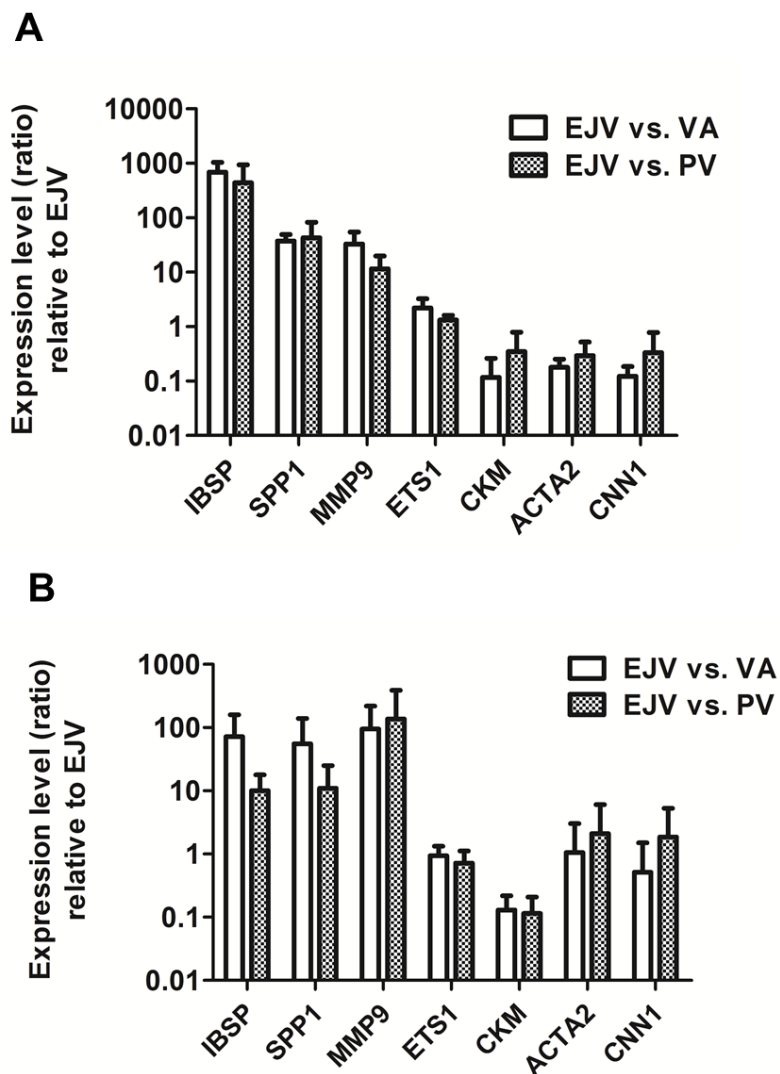 A
Expression level (ratio)
relative to EJV
10000
1000
100
10
1
0.1
0.01
EJV vs. VA
EJV vs. PV
IBSP
SPP1
MMP9
ETS1
CKM
ACTA2
CNN1
B
Expression level (ratio)
relative to EJV
1000
100
10
1
0.1
0.01
EJV vs. VA
EJV vs. PV
IBSP
SPP1
MMP9
ETS1
CKM
ACTA2
CNN1